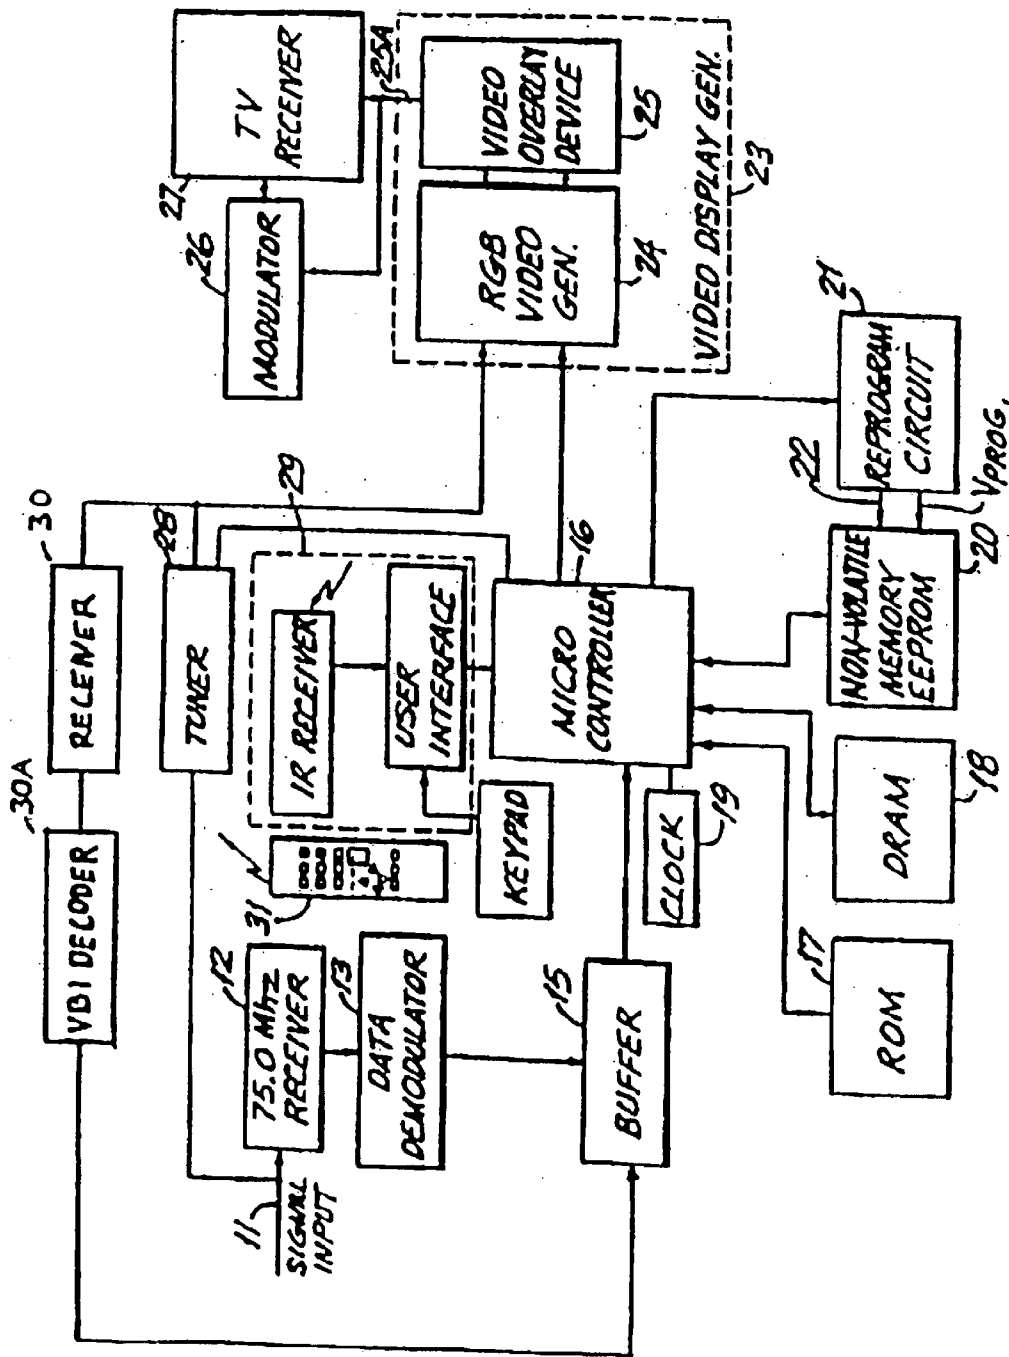 30A
VBI DECODER
30
RECEIVER
28
TUNER
11
SIGNAL
INPUT
12
75.0 Mhz
RECEIVER
13
DATA
DEMODULATOR
31
29
IR RECEIVER
USER
INTERFACE
KEYPAD
27
TV
RECEIVER
26
MODULATOR
25A
VIDEO
OVERLAY
DEVICE
25
RGB
VIDEO
GEN.
24
VIDEO DISPLAY GEN.
23
15
BUFFER
16
MICRO
CONTROLLER
CLOCK
19
17
ROM
DRAM
18
NON-VOLATILE
MEMORY
EEPROM
20
22
VPROG.
21
REPROGRAM
CIRCUIT